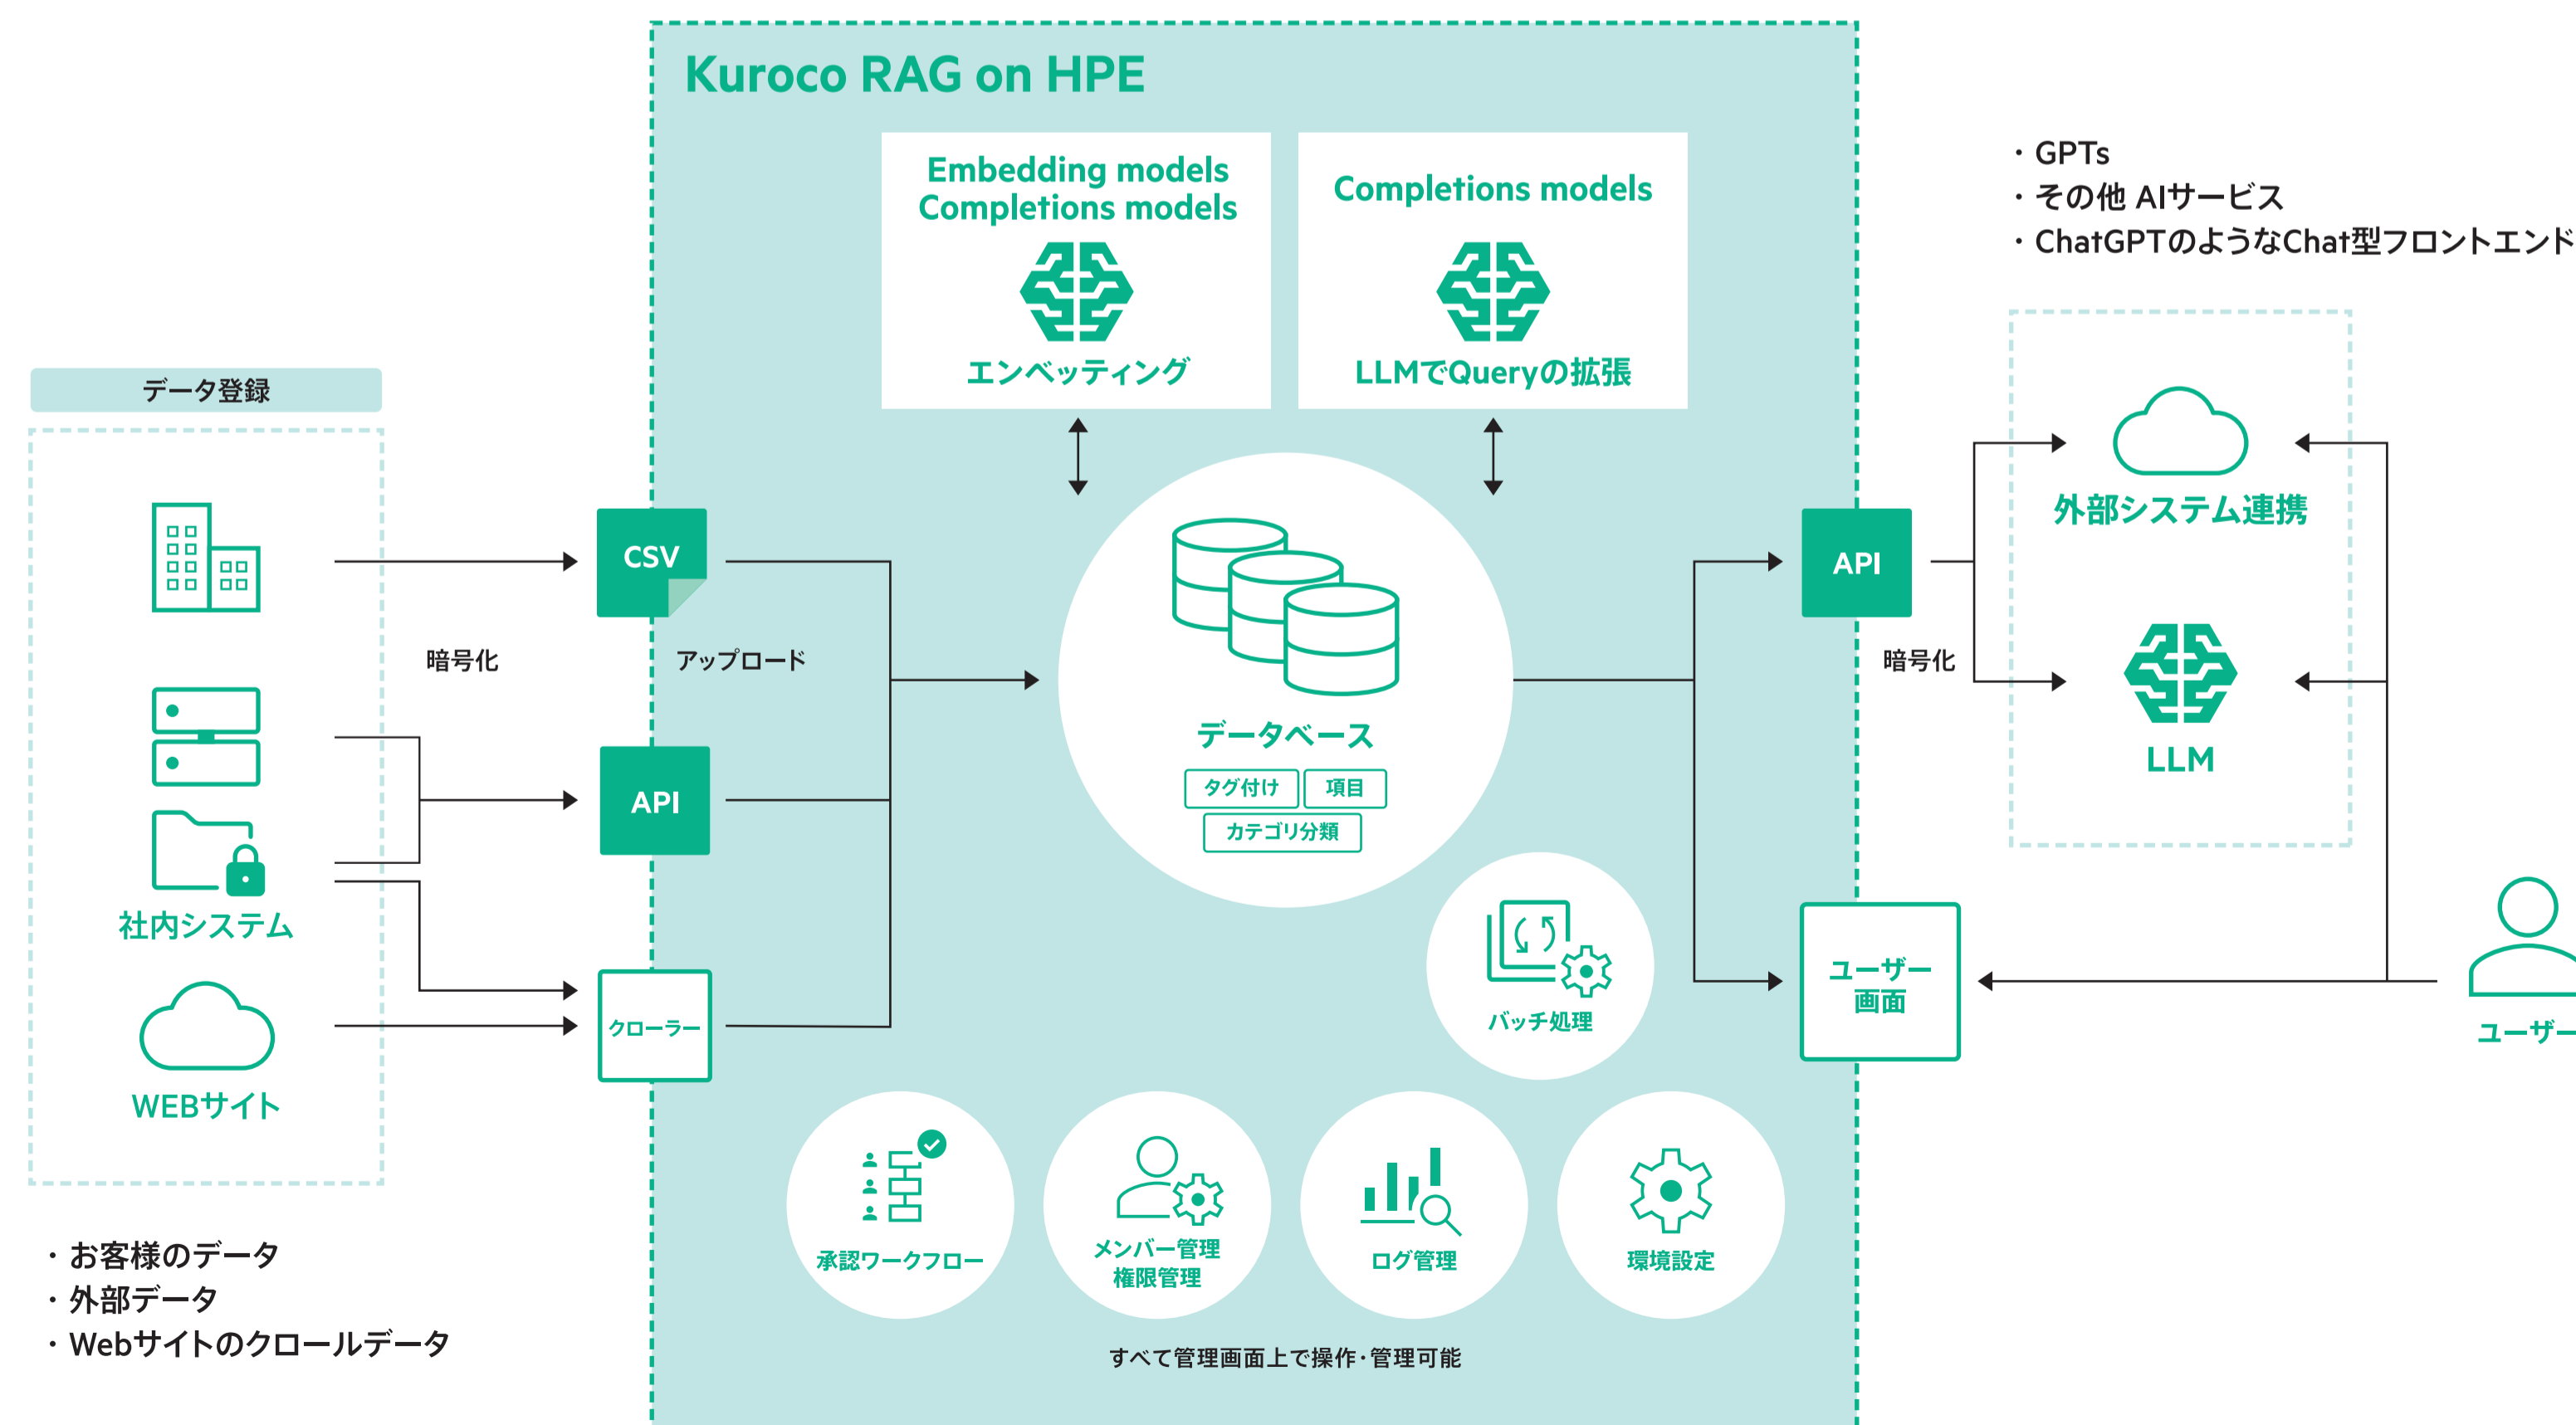 Kuroco RAG on HPE
Embedding models
Completions models
エンベッティング
Completions models
LLMでQueryの拡張
・GPTs
・その他 AIサービス
・ChatGPTのようなChat型フロントエンド
データ登録
社内システム
WEBサイト
暗号化
CSV
API
クローラー
アップロード
データベース
タグ付け
項目
カテゴリ分類
バッチ処理
API
暗号化
外部システム連携
LLM
ユーザー
画面
ユーザー
承認ワークフロー
メンバー管理
権限管理
ログ管理
環境設定
すべて管理画面上で操作・管理可能
・お客様のデータ
・外部データ
・Webサイトのクロールデータ